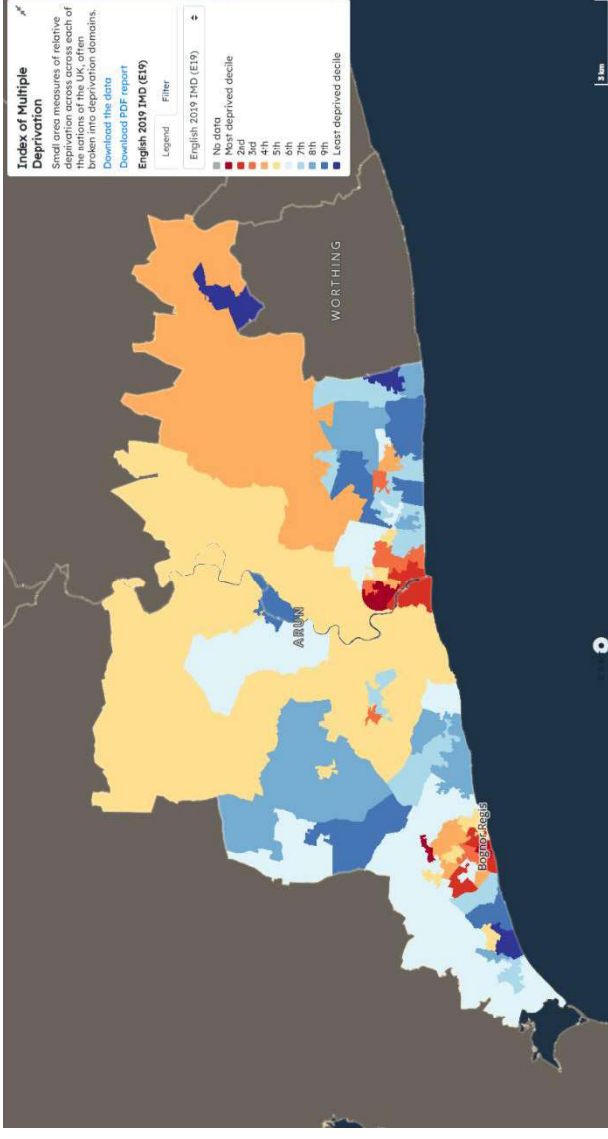 Index of Multiple
Deprivation
Small area measures of relative
deprivation across across each of
the nations of the UK, often
broken into deprivation domains.
Download the data
Download PDF report
English 2019 IMD (E19)
Legend Filter
English 2019 IMD (E19)
No data
Most deprived decile
2nd
3rd
4th
5th
6th
7th
8th
9th
Least deprived decile
WORTHING
ARUN
Bognor Regis
3 km